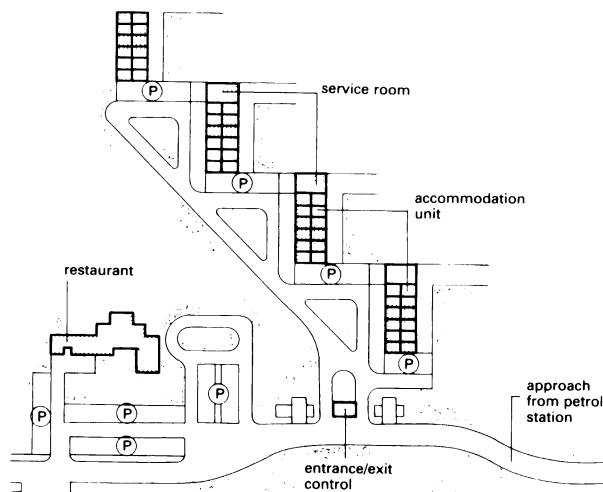 P
service room
P
accommodation
unit
P
restaurant
P
P
approach
from petrol
station
P
P
P
entrance/exit
control